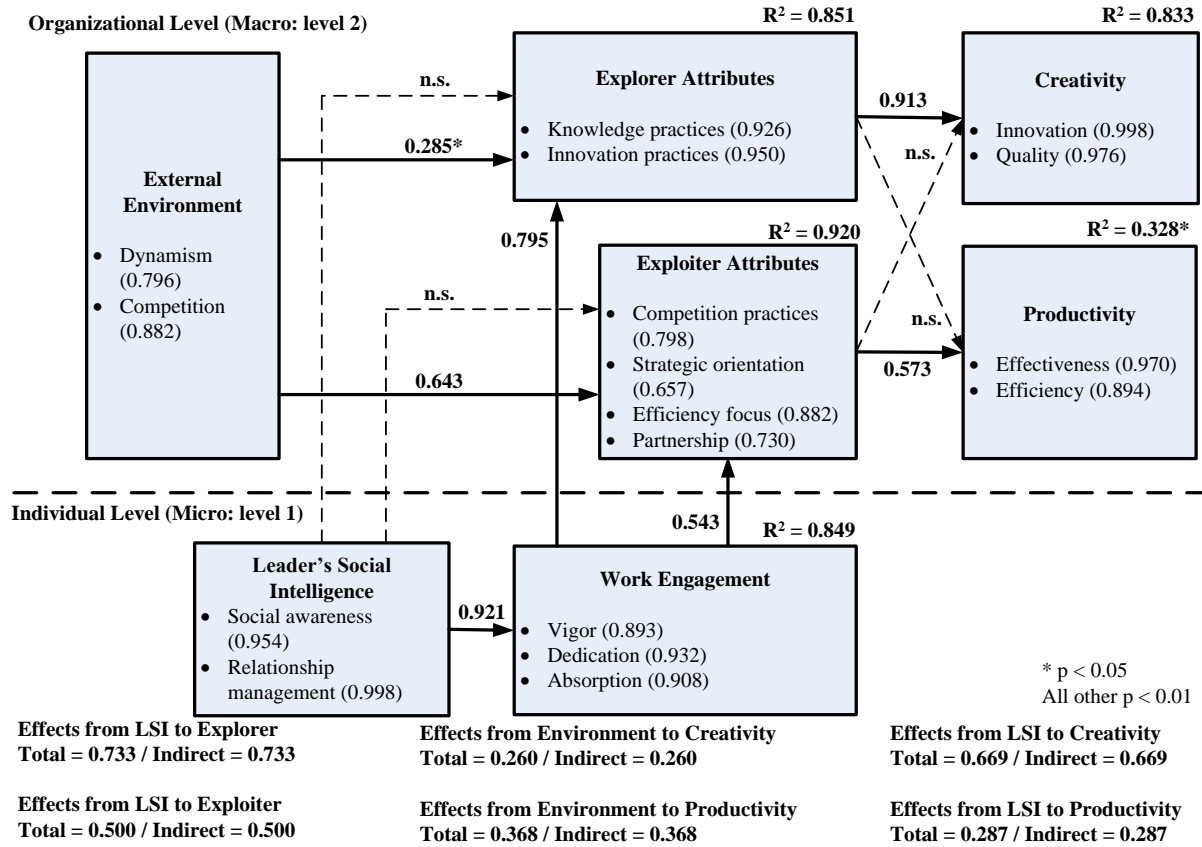 Organizational Level (Macro: level 2)
R² = 0.851
R² = 0.833
External
Environment
• Dynamism
(0.796)
• Competition
(0.882)
n.s.
0.285*
Explorer Attributes
• Knowledge practices (0.926)
• Innovation practices (0.950)
0.913
n.s.
Creativity
• Innovation (0.998)
• Quality (0.976)
0.795
R² = 0.920
R² = 0.328*
n.s.
0.643
Exploiter Attributes
• Competition practices
(0.798)
• Strategic orientation
(0.657)
• Efficiency focus (0.882)
• Partnership (0.730)
n.s.
0.573
Productivity
• Effectiveness (0.970)
• Efficiency (0.894)
Individual Level (Micro: level 1)
0.543
R² = 0.849
Leader's Social
Intelligence
• Social awareness
(0.954)
• Relationship
management (0.998)
0.921
Work Engagement
• Vigor (0.893)
• Dedication (0.932)
• Absorption (0.908)
* p < 0.05
All other p < 0.01
Effects from LSI to Explorer
Total = 0.733 / Indirect = 0.733
Effects from Environment to Creativity
Total = 0.260 / Indirect = 0.260
Effects from LSI to Creativity
Total = 0.669 / Indirect = 0.669
Effects from LSI to Exploiter
Total = 0.500 / Indirect = 0.500
Effects from Environment to Productivity
Total = 0.368 / Indirect = 0.368
Effects from LSI to Productivity
Total = 0.287 / Indirect = 0.287